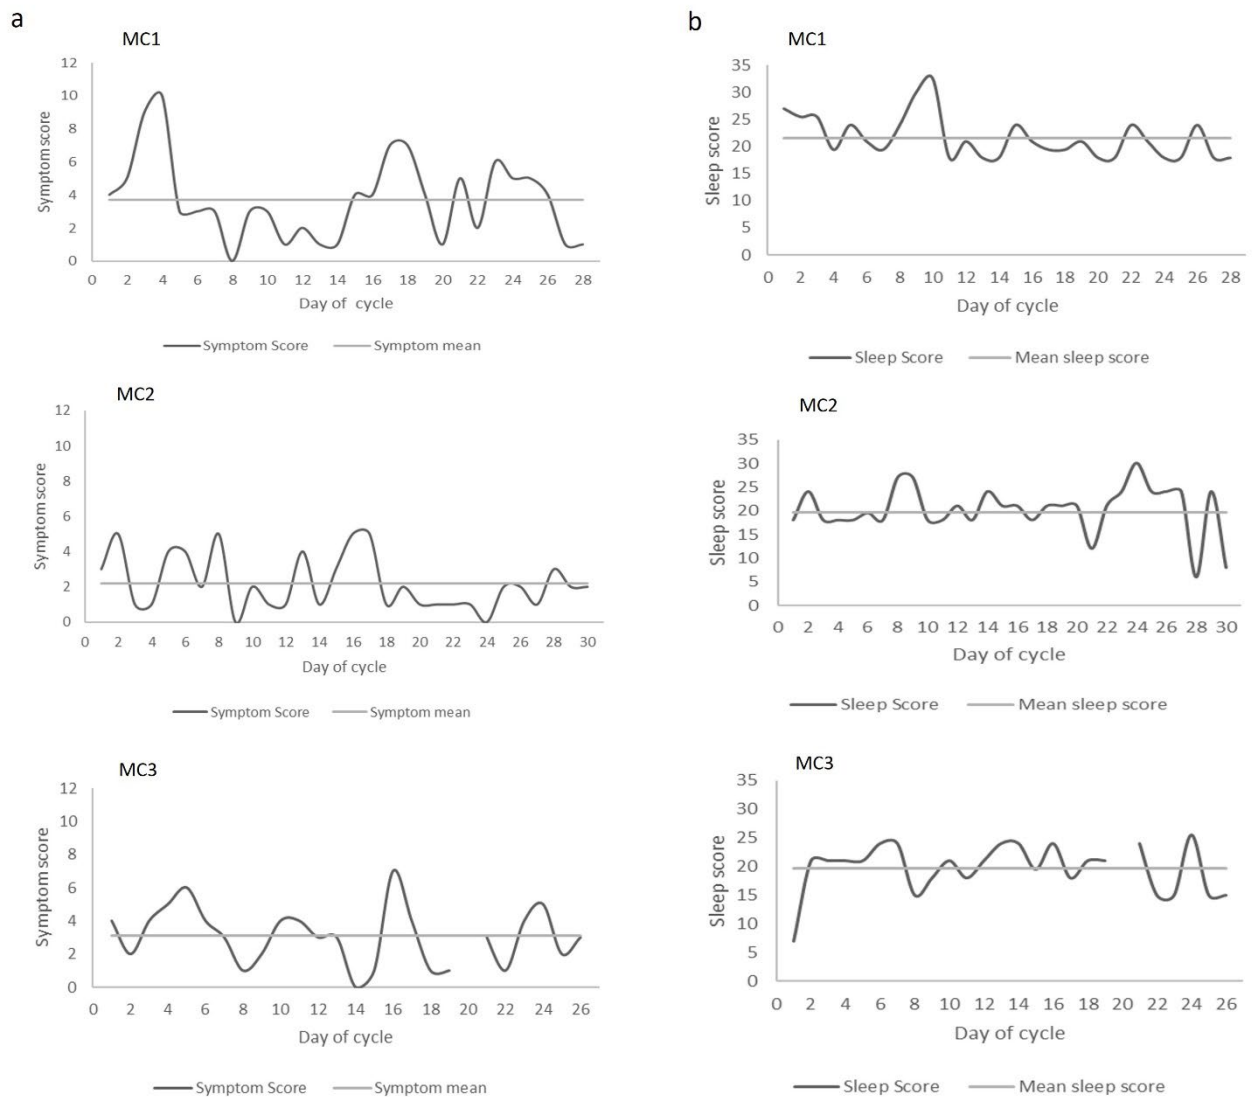 a
MC1
12
10
8
6
4
2
0
Symptom score
0 2 4 6 8 10 12 14 16 18 20 22 24 26 28
Day of cycle
Symptom Score Symptom mean
MC2
12
10
8
6
4
2
0
Symptom score
0 2 4 6 8 10 12 14 16 18 20 22 24 26 28 30
Day of cycle
Symptom Score Symptom mean
MC3
12
10
8
6
4
2
0
Symptom score
0 2 4 6 8 10 12 14 16 18 20 22 24 26
Day of cycle
Symptom Score Symptom mean
b
MC1
35
30
25
20
15
10
5
0
Sleep score
0 2 4 6 8 10 12 14 16 18 20 22 24 26 28
Day of cycle
Sleep Score Mean sleep score
MC2
35
30
25
20
15
10
5
0
Sleep score
0 2 4 6 8 10 12 14 16 18 20 22 24 26 28 30
Day of cycle
Sleep Score Mean sleep score
MC3
35
30
25
20
15
10
5
0
Sleep score
0 2 4 6 8 10 12 14 16 18 20 22 24 26
Day of cycle
Sleep Score Mean sleep score